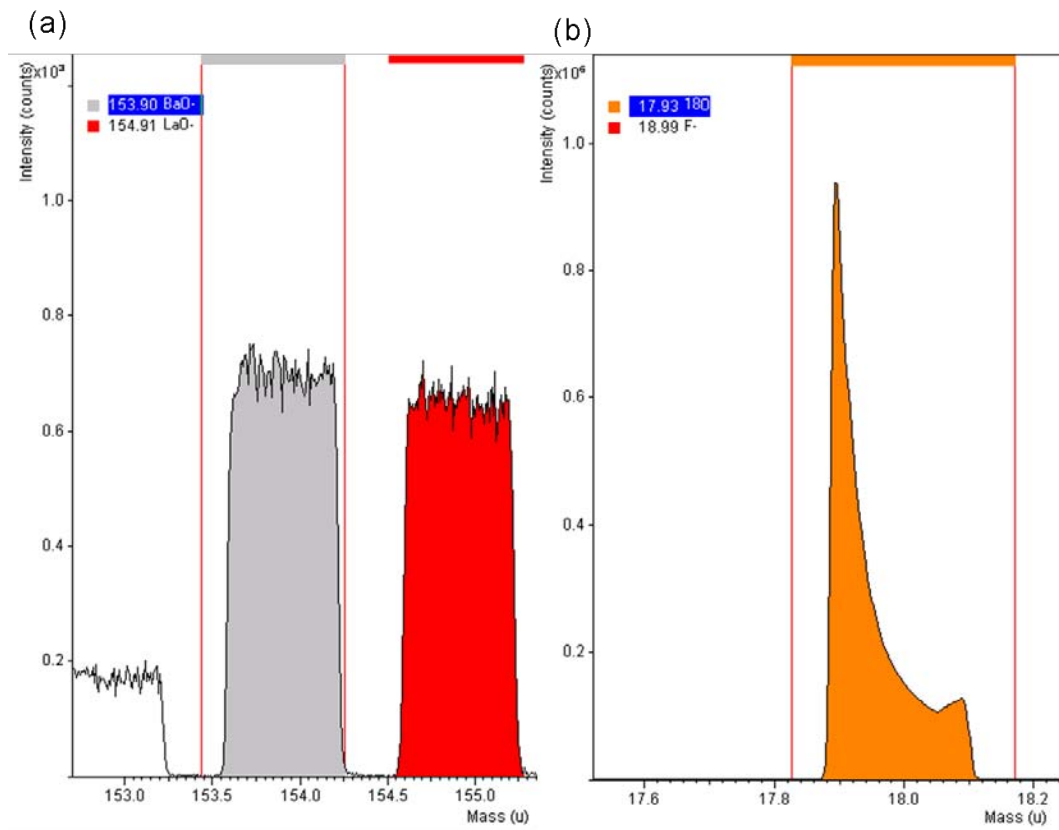 (a)
x10³
Intensity (counts)
153.90 BaO-
154.91 LaO-
1.0
0.8
0.6
0.4
0.2
153.0 153.5 154.0 154.5 155.0
Mass (u)
(b)
x10⁶
Intensity (counts)
17.93 18O
18.99 F-
1.0
0.8
0.6
0.4
0.2
17.6 17.8 18.0 18.2
Mass (u)